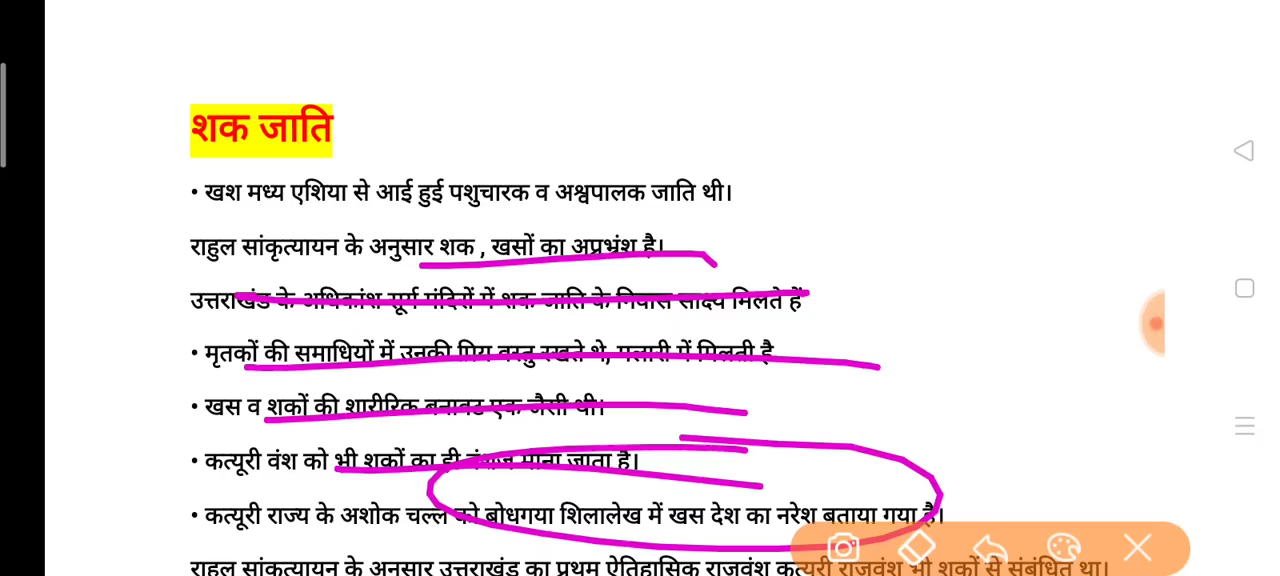 शक जाति
• खश मध्य एशिया से आई हुई पशुचारक व अश्वपालक जाति थी।
राहुल सांकृत्यायन के अनुसार शक , खसों का अप्रभ्रंश है।
उत्तराखंड के अधिकांश सूर्य मंदिरों में शक जाति के निवास साक्ष्य मिलते हैं
• मृतकों की समाधियों में उनकी प्रिय वस्तु रखते थे, मलारी में मिलती है
• खस व शकों की शारीरिक बनावट एक जैसी थी।
• कत्यूरी वंश को भी शकों का ही वंशज माना जाता है।
• कत्यूरी राज्य के अशोक चल्ल को बोधगया शिलालेख में खस देश का नरेश बताया गया है।
राहुल सांकृत्यायन के अनुसार उत्तराखंड का प्रथम ऐतिहासिक राजवंश कत्यूरी राजवंश भी शकों से संबंधित था।